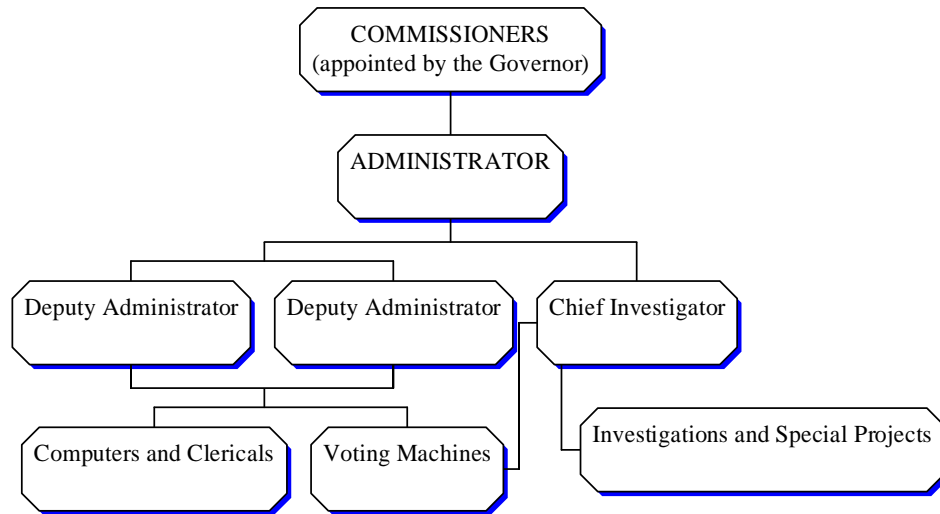 COMMISSIONERS
(appointed by the Governor)
ADMINISTRATOR
Deputy Administrator
Deputy Administrator
Chief Investigator
Computers and Clericals
Voting Machines
Investigations and Special Projects